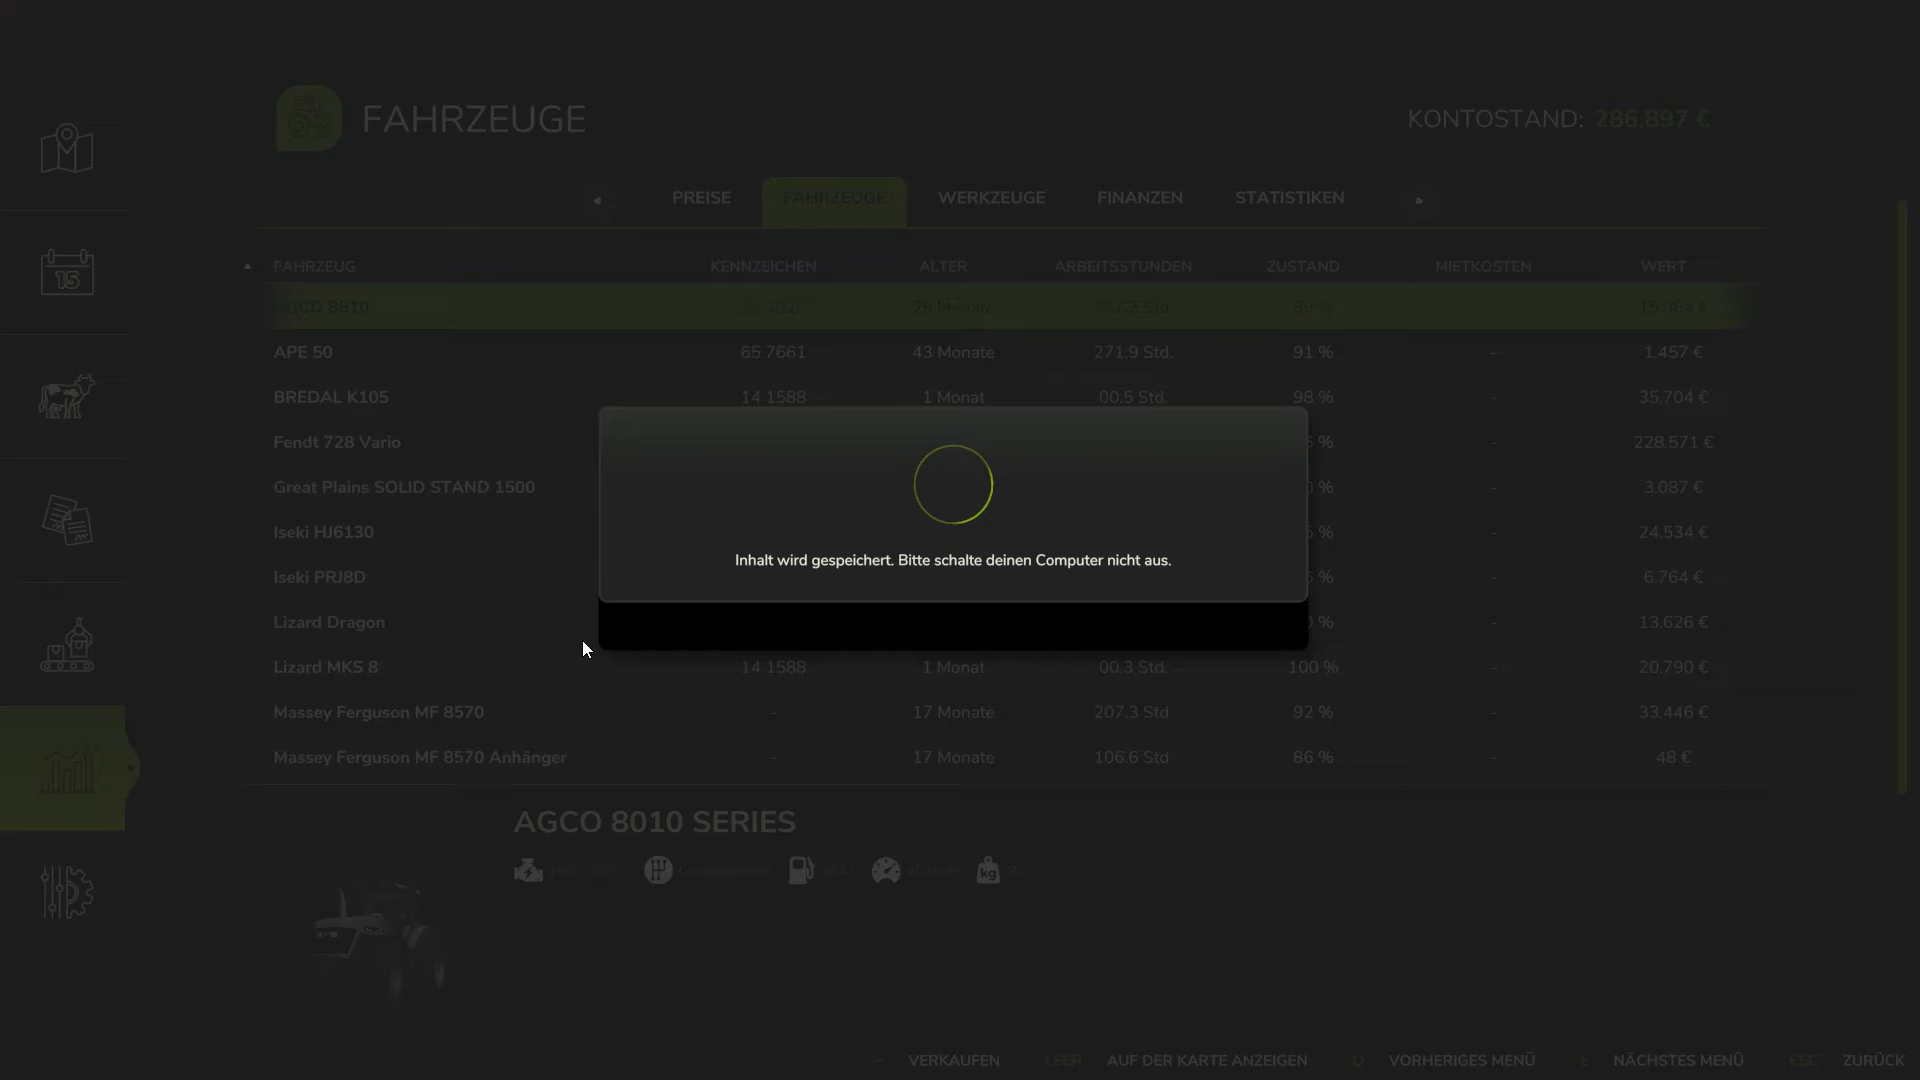 FAHRZEUGE
KONTOSTAND: 286.897 €
PREISE FAHRZEUGE WERKZEUGE FINANZEN STATISTIKEN
FAHRZEUG KENNZEICHEN ALTER ARBEITSSTUNDEN ZUSTAND MIETKOSTEN WERT
15
APE 50 65 7661 43 Monate 271.9 Std. 91 % - 1.457 €
BREDAL K105 14 1588 1 Monat 00.5 Std. 98 % - 35.704 €
Fendt 728 Vario % - 228.571 €
Great Plains SOLID STAND 1500 % - 3.087 €
Iseki HJ6130 % - 24.534 €
Iseki PRJ8D % - 6.764 €
Lizard Dragon % - 13.626 €
Inhalt wird gespeichert. Bitte schalte deinen Computer nicht aus.
Lizard MKS 8 14 1588 1 Monat 00.3 Std. 100 % - 20.790 €
Massey Ferguson MF 8570 - 17 Monate 207.3 Std. 92 % - 33.446 €
Massey Ferguson MF 8570 Anhänger - 17 Monate 106.6 Std. 86 % - 48 €
AGCO 8010 SERIES
kg
VERKAUFEN LEER AUF DER KARTE ANZEIGEN VORHERIGES MENÜ NÄCHSTES MENÜ ESC ZURÜCK